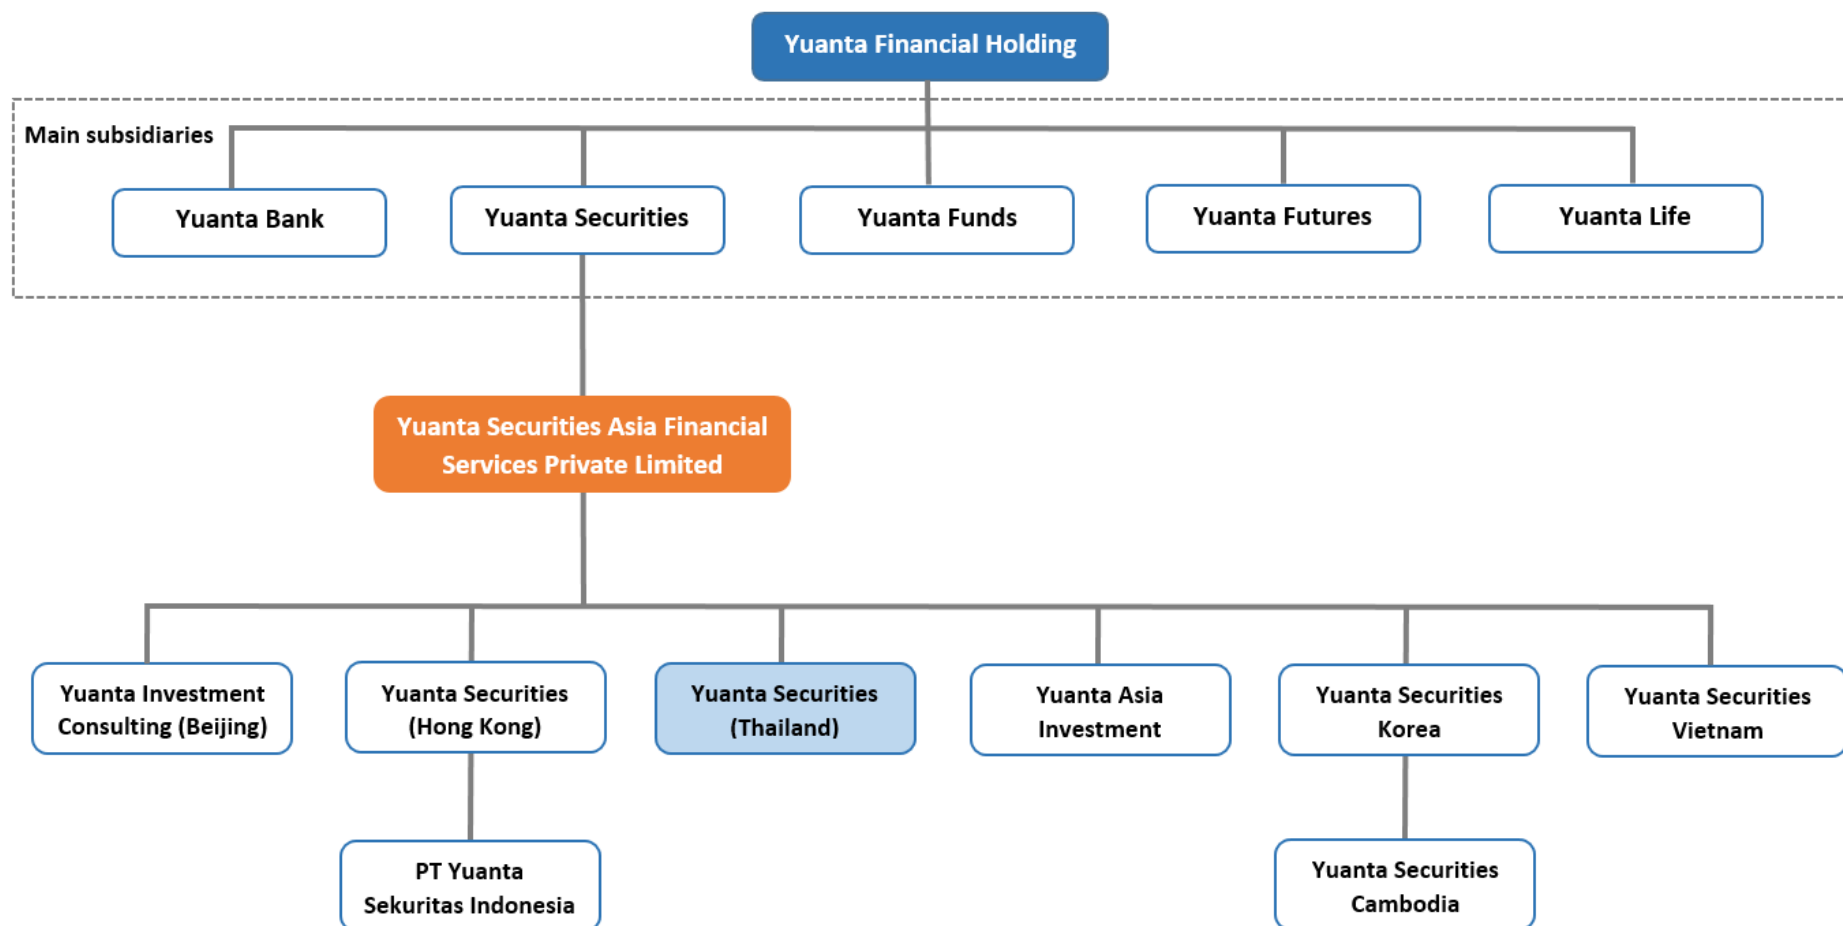 Yuanta Financial Holding
Main subsidiaries
Yuanta Bank
Yuanta Securities
Yuanta Funds
Yuanta Futures
Yuanta Life
Yuanta Securities Asia Financial
Services Private Limited
Yuanta Investment
Consulting (Beijing)
Yuanta Securities
(Hong Kong)
Yuanta Securities
(Thailand)
Yuanta Asia
Investment
Yuanta Securities
Korea
Yuanta Securities
Vietnam
PT Yuanta
Sekuritas Indonesia
Yuanta Securities
Cambodia